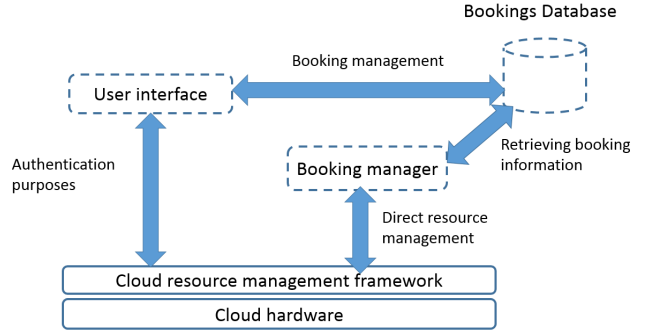 Bookings Database
Booking management
User interface
Retrieving booking
information
Authentication
purposes
Booking manager
Direct resource
management
Cloud resource management framework
Cloud hardware